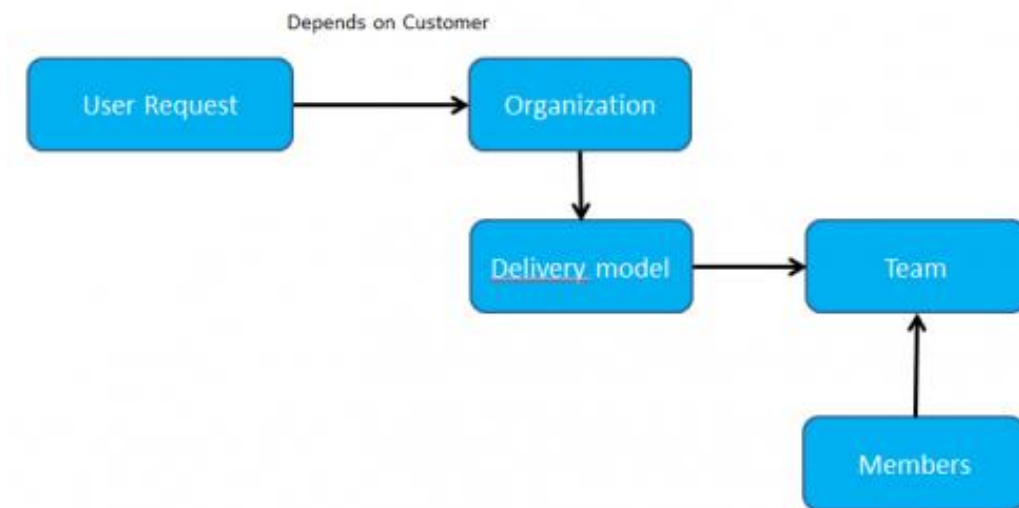 Depends on Customer
User Request
Organization
Delivery model
Team
Members